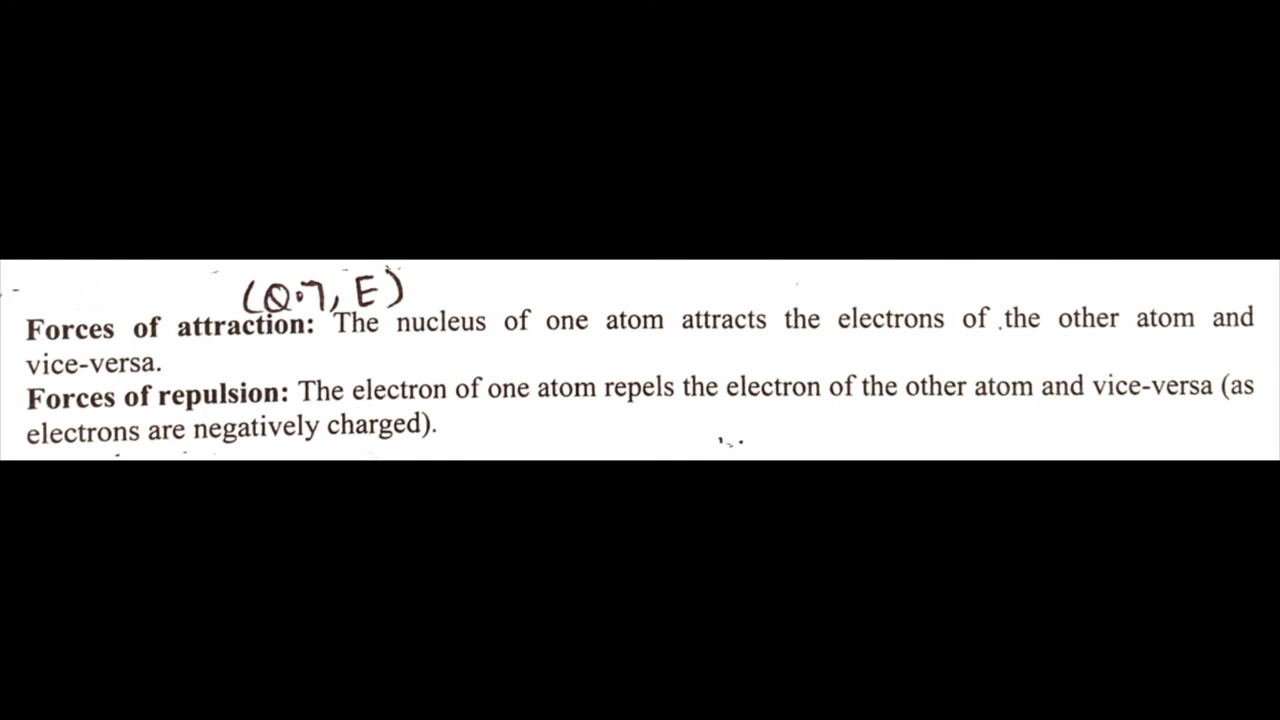 (Q.7, E)
Forces of attraction: The nucleus of one atom attracts the electrons of the other atom and
vice-versa.
Forces of repulsion: The electron of one atom repels the electron of the other atom and vice-versa (as
electrons are negatively charged).